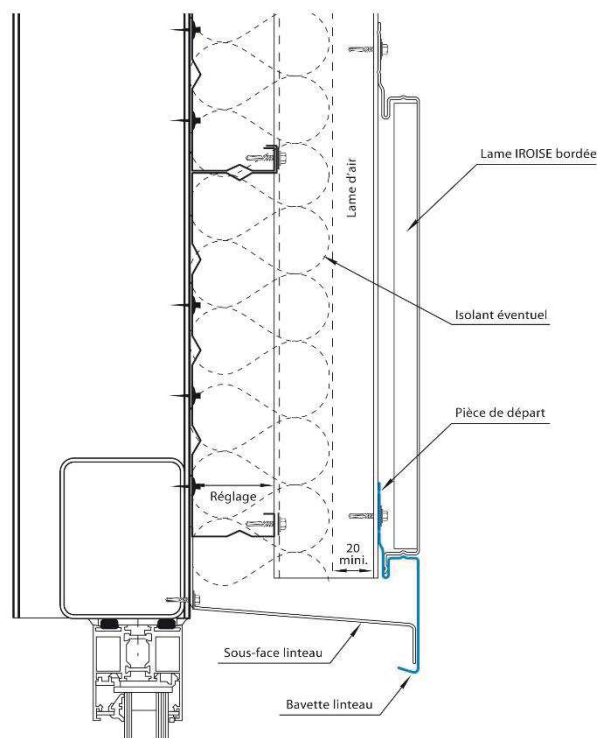 Lame IROISE bordée
Lame d'air
Isolant éventuel
Pièce de départ
Réglage
20
mini.
Sous-face linteau
Bavette linteau